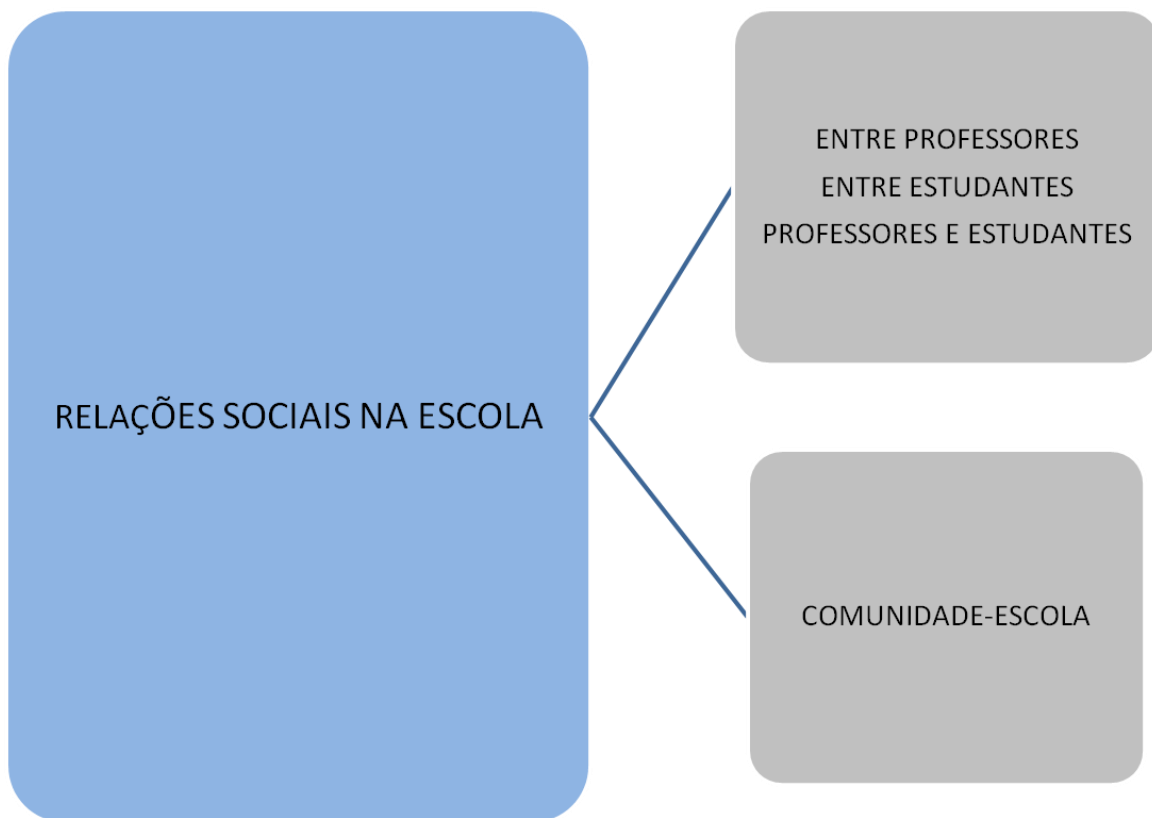 RELAÇÕES SOCIAIS NA ESCOLA
ENTRE PROFESSORES
ENTRE ESTUDANTES
PROFESSORES E ESTUDANTES
COMUNIDADE-ESCOLA